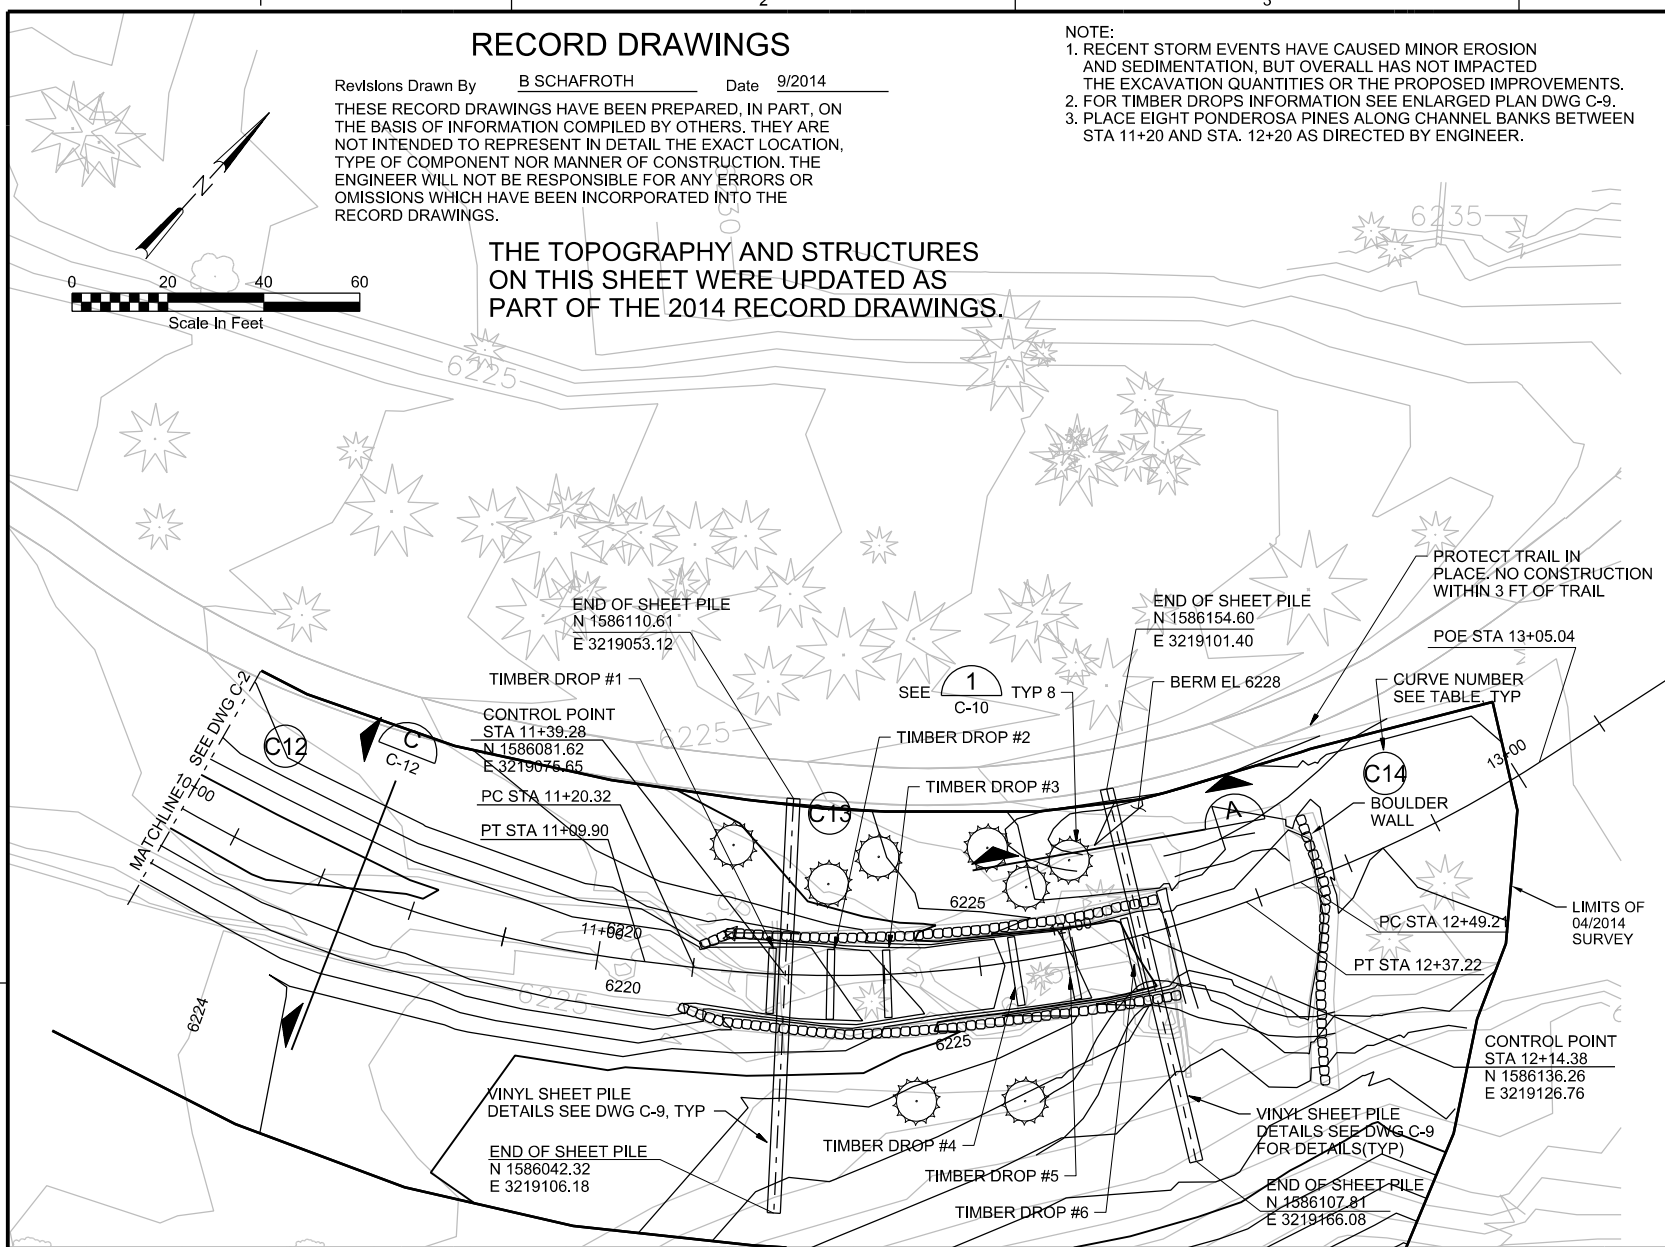 2
3
RECORD DRAWINGS
Revisions Drawn By B SCHAFROTH Date 9/2014
THESE RECORD DRAWINGS HAVE BEEN PREPARED, IN PART, ON
THE BASIS OF INFORMATION COMPILED BY OTHERS. THEY ARE
NOT INTENDED TO REPRESENT IN DETAIL THE EXACT LOCATION,
TYPE OF COMPONENT NOR MANNER OF CONSTRUCTION. THE
ENGINEER WILL NOT BE RESPONSIBLE FOR ANY ERRORS OR
OMISSIONS WHICH HAVE BEEN INCORPORATED INTO THE
RECORD DRAWINGS.
NOTE:
1. RECENT STORM EVENTS HAVE CAUSED MINOR EROSION
AND SEDIMENTATION, BUT OVERALL HAS NOT IMPACTED
THE EXCAVATION QUANTITIES OR THE PROPOSED IMPROVEMENTS.
2. FOR TIMBER DROPS INFORMATION SEE ENLARGED PLAN DWG C-9.
3. PLACE EIGHT PONDEROSA PINES ALONG CHANNEL BANKS BETWEEN
STA 11+20 AND STA. 12+20 AS DIRECTED BY ENGINEER.
N
THE TOPOGRAPHY AND STRUCTURES
ON THIS SHEET WERE UPDATED AS
PART OF THE 2014 RECORD DRAWINGS.
0 20 40 60
Scale In Feet
6235
6225
END OF SHEET PILE
N 1586110.61
E 3219053.12
END OF SHEET PILE
N 1586154.60
E 3219101.40
PROTECT TRAIL IN
PLACE. NO CONSTRUCTION
WITHIN 3 FT OF TRAIL
POE STA 13+05.04
TIMBER DROP #1
SEE 1 TYP 8
C-10
BERM EL 6228
CURVE NUMBER
SEE TABLE, TYP
MATCHLINE - SEE DWG C-2
C12
C
C-12
CONTROL POINT
STA 11+39.28
N 1586081.62
E 3219075.65
6225
TIMBER DROP #2
TIMBER DROP #3
C13
C14
13+00
A
BOULDER
WALL
10+00
PC STA 11+20.32
PT STA 11+09.90
6225
11+00
6220
6220
PC STA 12+49.21
PT STA 12+37.22
LIMITS OF
04/2014
SURVEY
6225
6224
6225
CONTROL POINT
STA 12+14.38
N 1586136.26
E 3219126.76
VINYL SHEET PILE
DETAILS SEE DWG C-9, TYP
TIMBER DROP #4
VINYL SHEET PILE
DETAILS SEE DWG C-9
FOR DETAILS(TYP)
END OF SHEET PILE
N 1586042.32
E 3219106.18
TIMBER DROP #5
TIMBER DROP #6
END OF SHEET PILE
N 1586107.81
E 3219166.08